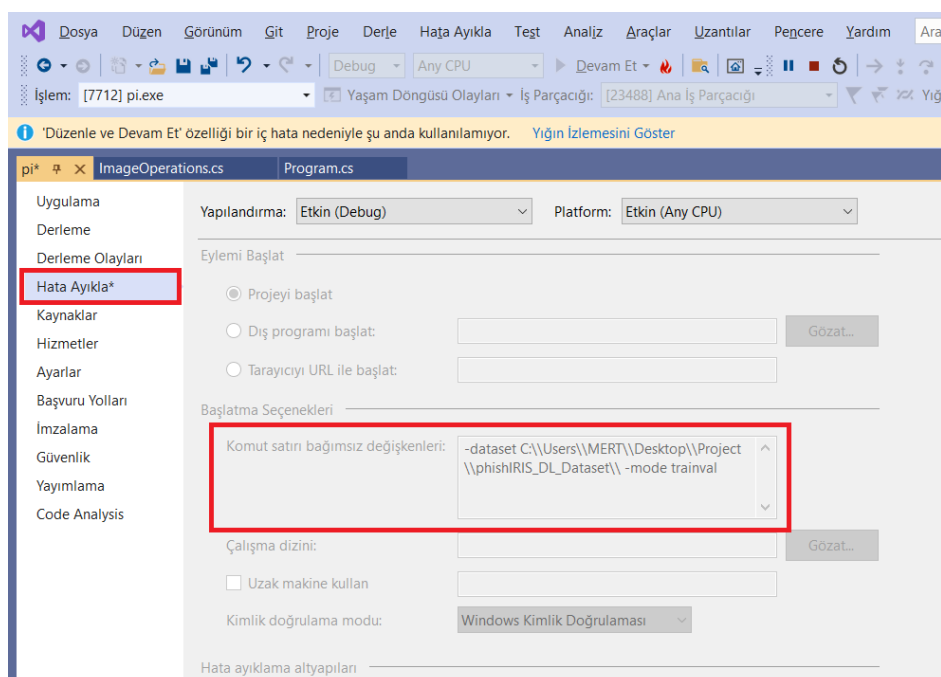 Dosya Düzen Görünüm Git Proje Derle Hata Ayıkla Test Analiz Araçlar Uzantılar Pencere Yardım Ara
Debug Any CPU Devam Et
İşlem: [7712] pi.exe Yaşam Döngüsü Olayları İş Parçacığı: [23488] Ana İş Parçacığı Yığ
'Düzenle ve Devam Et' özelliği bir iç hata nedeniyle şu anda kullanılamıyor. Yığın İzlemesini Göster
pi* ImageOperations.cs Program.cs
Uygulama
Yapılandırma: Etkin (Debug) Platform: Etkin (Any CPU)
Derleme
Derleme Olayları
Eylemi Başlat
Hata Ayıkla*
Projeyi başlat
Kaynaklar
Dış programı başlat: Gözat...
Hizmetler
Ayarlar
Tarayıcıyı URL ile başlat:
Başvuru Yolları
Başlatma Seçenekleri
İmzalama
Komut satırı bağımsız değişkenleri: -dataset C:\\Users\\MERT\\Desktop\\Project
\\phishIRIS_DL_Dataset\\ -mode trainval
Güvenlik
Yayımlama
Code Analysis
Çalışma dizini: Gözat...
Uzak makine kullan
Kimlik doğrulama modu: Windows Kimlik Doğrulaması
Hata ayıklama altyapıları